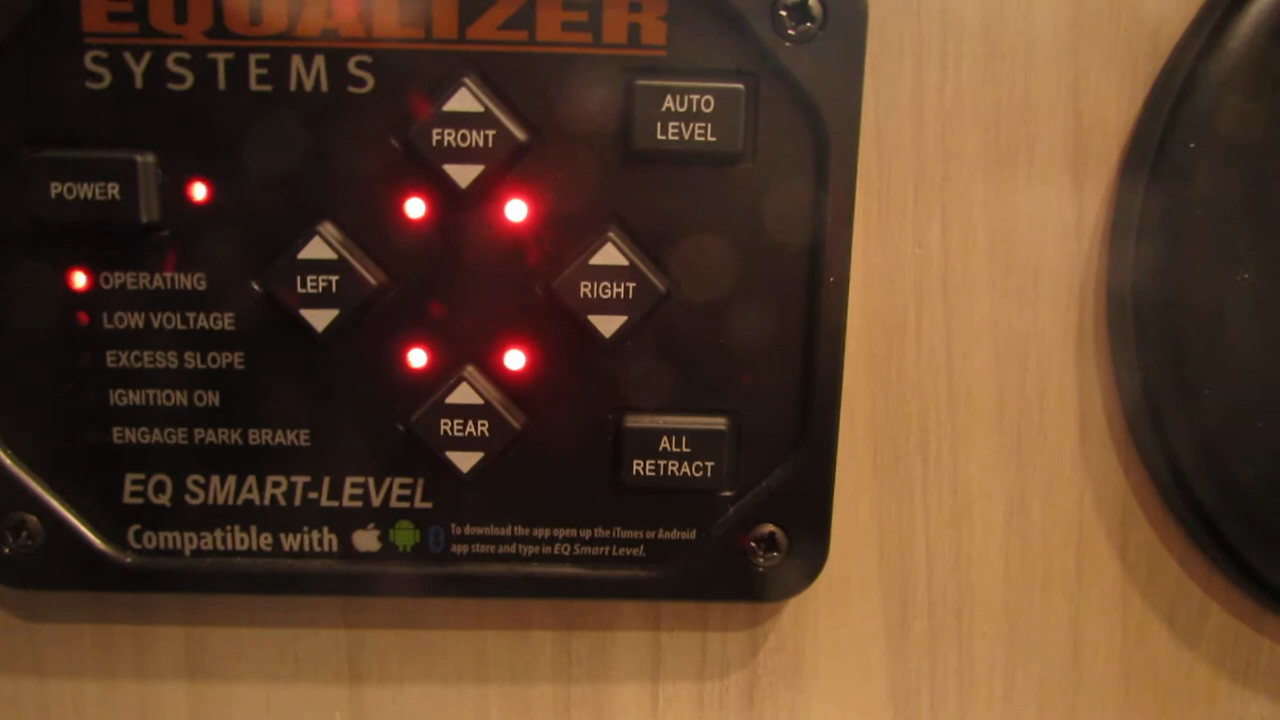 EQUALIZER
SYSTEMS
FRONT
AUTO
LEVEL
POWER
LEFT
RIGHT
OPERATING
LOW VOLTAGE
EXCESS SLOPE
IGNITION ON
ENGAGE PARK BRAKE
REAR
ALL
RETRACT
EQ SMART-LEVEL
Compatible with
To download the app open up the iTunes or Android
app store and type in EQ Smart Level.